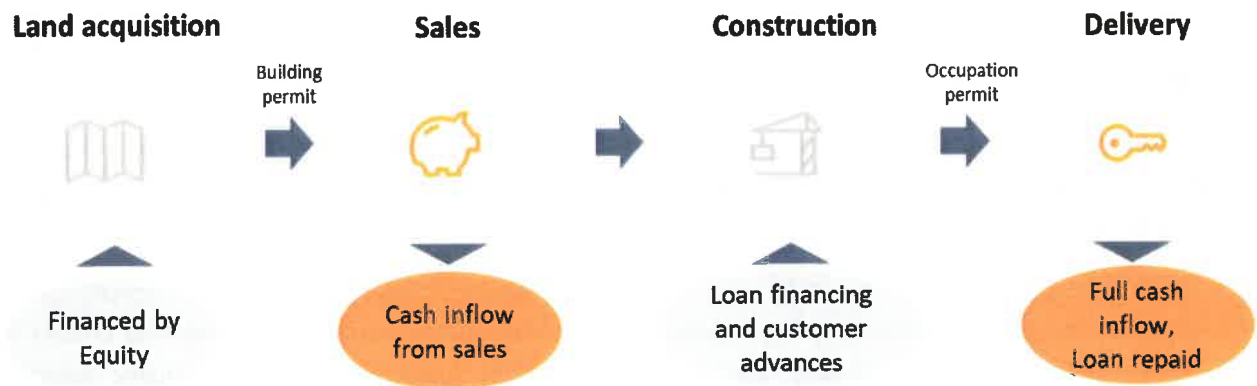 Land acquisition
Sales
Construction
Delivery
Building
permit
Occupation
permit
Financed by
Equity
Cash inflow
from sales
Loan financing
and customer
advances
Full cash
inflow,
Loan repaid